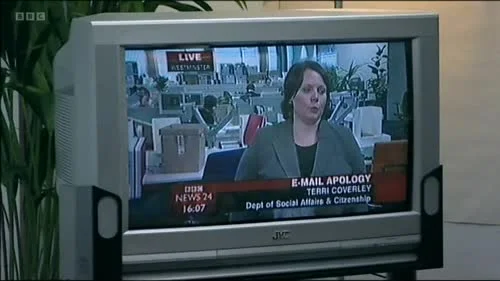 BBC
LIVE
WESTMINSTER
E-MAIL APOLOGY
TERRI COVERLEY
Dept of Social Affairs & Citizenship
BBC
NEWS 24
16:07
JVC